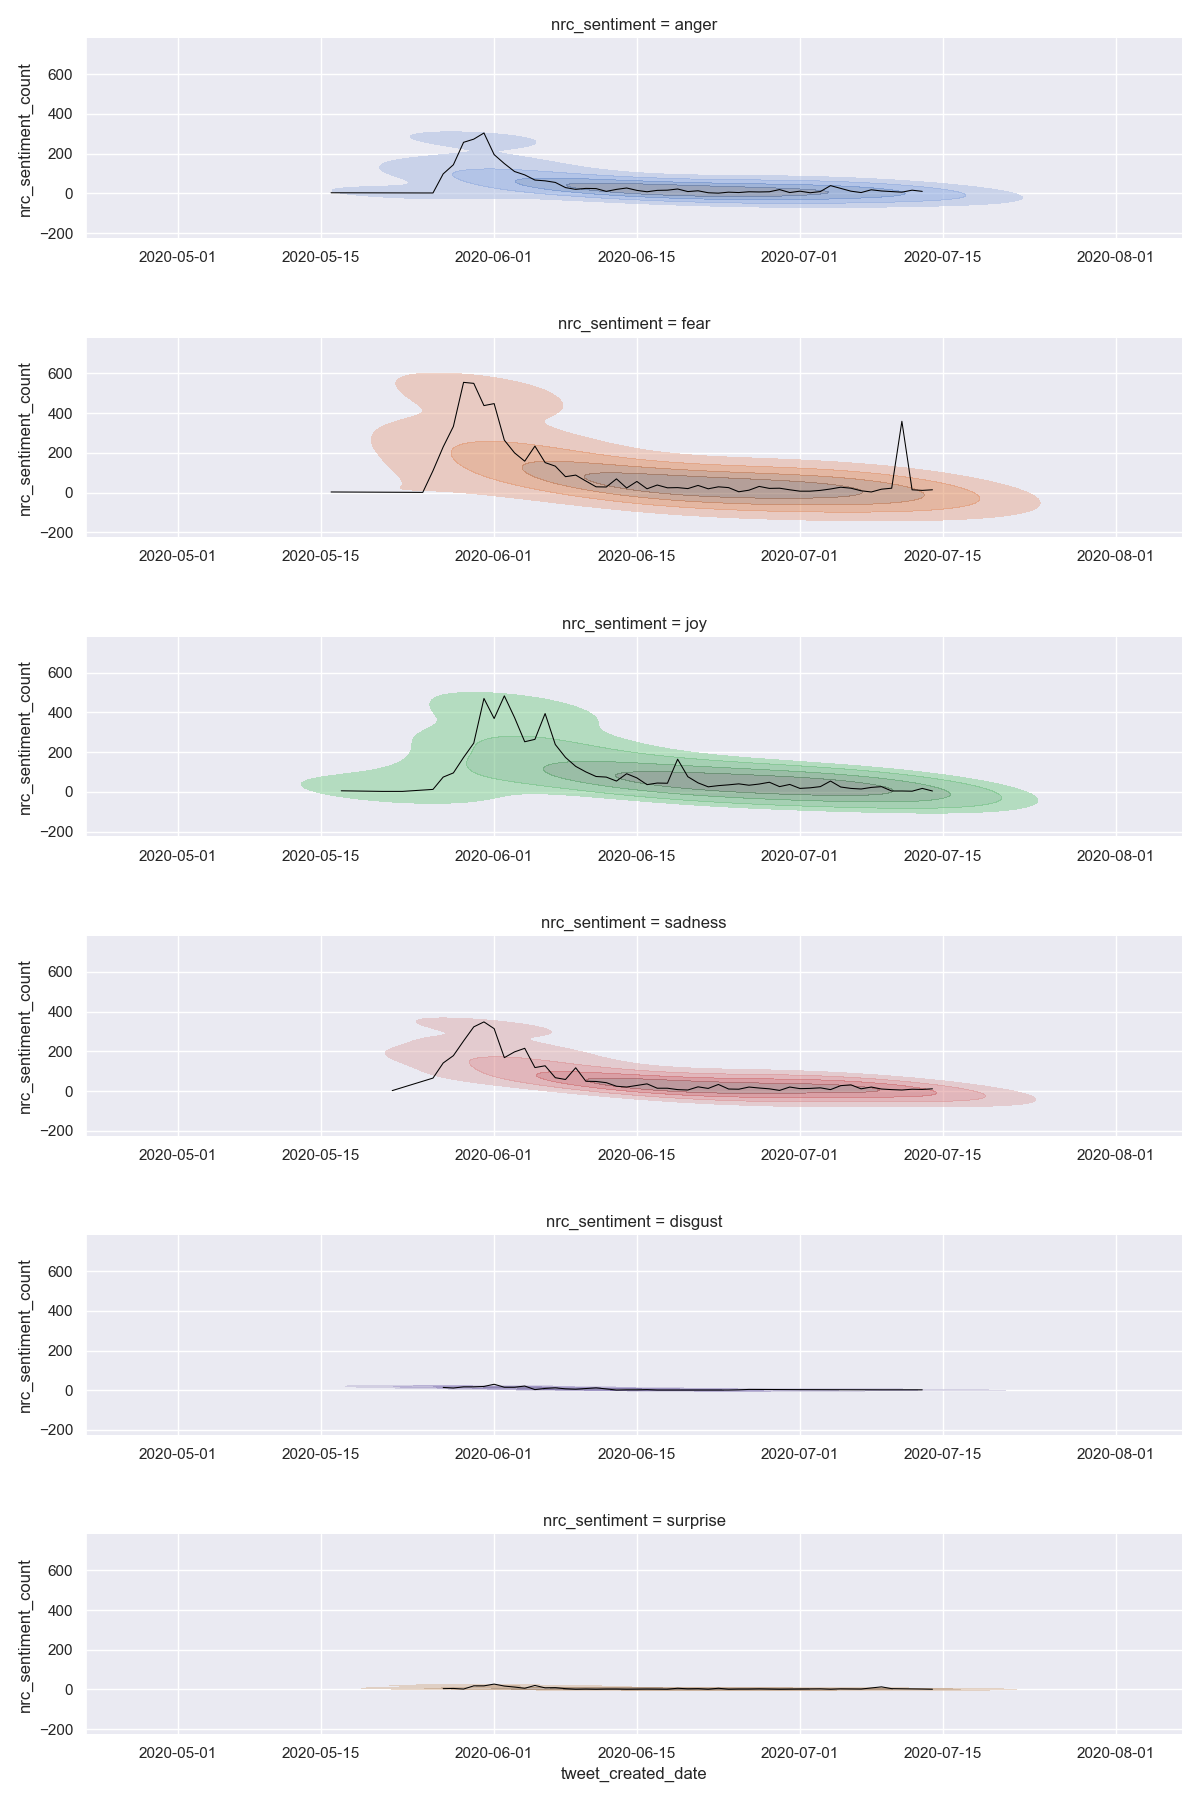 nrc_sentiment = anger
nrc_sentiment_count
600
400
200
0
−200
2020-05-01 2020-05-15 2020-06-01 2020-06-15 2020-07-01 2020-07-15 2020-08-01
nrc_sentiment = fear
nrc_sentiment_count
600
400
200
0
−200
2020-05-01 2020-05-15 2020-06-01 2020-06-15 2020-07-01 2020-07-15 2020-08-01
nrc_sentiment = joy
nrc_sentiment_count
600
400
200
0
−200
2020-05-01 2020-05-15 2020-06-01 2020-06-15 2020-07-01 2020-07-15 2020-08-01
nrc_sentiment = sadness
nrc_sentiment_count
600
400
200
0
−200
2020-05-01 2020-05-15 2020-06-01 2020-06-15 2020-07-01 2020-07-15 2020-08-01
nrc_sentiment = disgust
nrc_sentiment_count
600
400
200
0
−200
2020-05-01 2020-05-15 2020-06-01 2020-06-15 2020-07-01 2020-07-15 2020-08-01
nrc_sentiment = surprise
nrc_sentiment_count
600
400
200
0
−200
2020-05-01 2020-05-15 2020-06-01 2020-06-15 2020-07-01 2020-07-15 2020-08-01
tweet_created_date